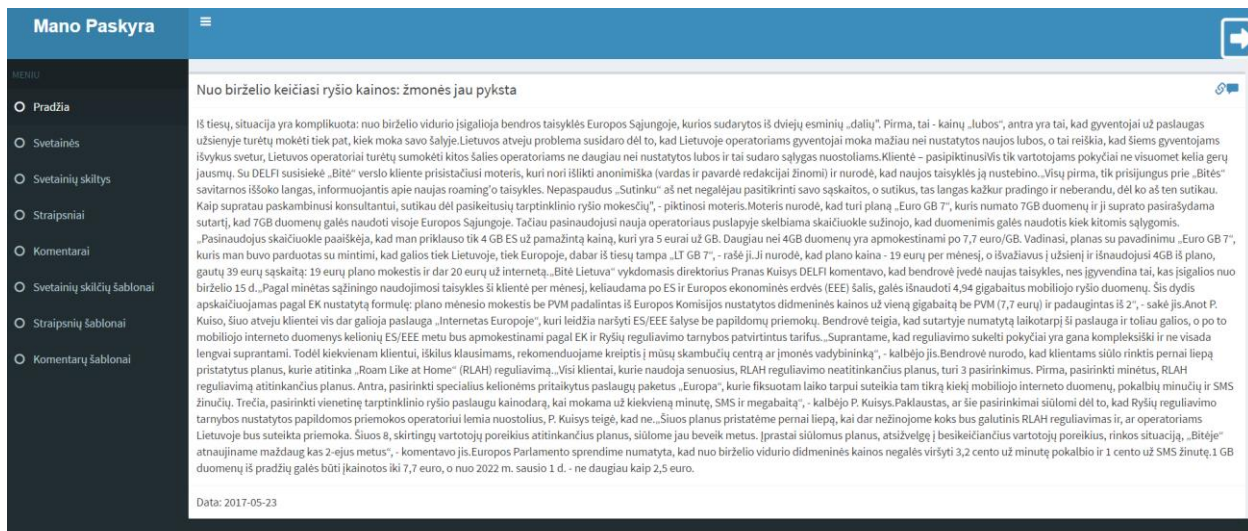 Mano Paskyra
MENIU
Pradžia
Svetainės
Svetainių skiltys
Straipsniai
Komentarai
Svetainių skilčių šablonai
Straipsnių šablonai
Komentarų šablonai
Nuo birželio keičiasi ryšio kainos: žmonės jau pyksta
Iš tiesų, situacija yra komplikuota: nuo birželio vidurio įsigalioja bendros taisyklės Europos Sąjungoje, kurios sudarytos iš dviejų esminių „dalių". Pirma, tai - kainų „lubos", antra yra tai, kad gyventojai už paslaugas
užsienyje turėtų mokėti tiek pat, kiek moka savo šalyje.Lietuvos atveju problema susidaro dėl to, kad Lietuvoje operatoriams gyventojai moka mažiau nei nustatytos naujos lubos, o tai reiškia, kad šiems gyventojams
išvykus svetur, Lietuvos operatoriai turėtų sumokėti kitos šalies operatoriams ne daugiau nei nustatytos lubos ir tai sudaro sąlygas nuostoliams.Klientė – pasipiktinusiVis tik vartotojams pokyčiai ne visuomet kelia gerų
jausmų. Su DELFI susisiekė „Bitė" verslo kliente prisistačiusi moteris, kuri nori išlikti anonimiška (vardas ir pavardė redakcijai žinomi) ir nurodė, kad naujos taisyklės ją nustebino.„Visų pirma, tik prisijungus prie „Bitės"
savitarnos iššoko langas, informuojantis apie naujas roaming'o taisykles. Nepaspaudus „Sutinku" aš net negalėjau pasitikrinti savo sąskaitos, o sutikus, tas langas kažkur pradingo ir neberandu, dėl ko aš ten sutikau.
Kaip supratau paskambinusi konsultantui, sutikau dėl pasikeitusių tarptinklinio ryšio mokesčių", - piktinosi moteris.Moteris nurodė, kad turi planą „Euro GB 7", kuris numato 7GB duomenų ir ji suprato pasirašydama
sutartį, kad 7GB duomenų galės naudoti visoje Europos Sąjungoje. Tačiau pasinaudojusi naują operatoriaus puslapyje skelbiama skaičiuokle sužinojo, kad duomenimis galės naudotis kiek kitomis sąlygomis.
„Pasinaudojus skaičiuokle paaiškėja, kad man priklauso tik 4 GB ES už pamažintą kainą, kuri yra 5 eurai už GB. Daugiau nei 4GB duomenų yra apmokestinami po 7,7 euro/GB. Vadinasi, planas su pavadinimu „Euro GB 7",
kuris man buvo parduotas su mintimi, kad galios tiek Lietuvoje, tiek Europoje, dabar iš tiesų tampa „LT GB 7", - rašė ji.Ji nurodė, kad plano kaina - 19 eurų per mėnesį, o išvažiavus į užsienį ir išnaudojusi 4GB iš plano,
gautų 39 eurų sąskaitą: 19 eurų plano mokestis ir dar 20 eurų už internetą.„Bitė Lietuva" vykdomasis direktorius Pranas Kuisys DELFI komentavo, kad bendrovė įvedė naujas taisykles, nes įgyvendina tai, kas įsigalios nuo
birželio 15 d.„Pagal minėtas sąžiningo naudojimosi taisykles ši klientė per mėnesį, keliaudama po ES ir Europos ekonominės erdvės (EEE) šalis, galės išnaudoti 4,94 gigabaitus mobiliojo ryšio duomenų. Šis dydis
apskaičiuojamas pagal EK nustatytą formulę: plano mėnesio mokestis be PVM padalintas iš Europos Komisijos nustatytos didmeninės kainos už vieną gigabaitą be PVM (7,7 eurų) ir padaugintas iš 2", - sakė jis.Anot P.
Kuiso, šiuo atveju klientei vis dar galioja paslauga „Internetas Europoje", kuri leidžia naršyti ES/EEE šalyse be papildomų priemokų. Bendrovė teigia, kad sutartyje numatytą laikotarpį ši paslauga ir toliau galios, o po to
mobiliojo interneto duomenys kelionių ES/EEE metu bus apmokestinami pagal EK ir Ryšių reguliavimo tarnybos patvirtintus tarifus.„Suprantame, kad reguliavimo sukelti pokyčiai yra gana kompleksiški ir ne visada
lengvai suprantami. Todėl kiekvienam klientui, iškilus klausimams, rekomenduojame kreiptis į mūsų skambučių centrą ar įmonės vadybininką", - kalbėjo jis.Bendrovė nurodo, kad klientams siūlo rinktis pernai liepą
pristatytus planus, kurie atitinka „Roam Like at Home" (RLAH) reguliavimą.„Visi klientai, kurie naudoja senuosius, RLAH reguliavimo neatitinkančius planus, turi 3 pasirinkimus. Pirma, pasirinkti minėtus, RLAH
reguliavimą atitinkančius planus. Antra, pasirinkti specialius kelionėms pritaikytus paslaugų paketus „Europa", kurie fiksuotam laiko tarpui suteikia tam tikrą kiekį mobiliojo interneto duomenų, pokalbių minučių ir SMS
žinučių. Trečia, pasirinkti vienetinę tarptinklinio ryšio paslaugu kainodarą, kai mokama už kiekvieną minutę, SMS ir megabaitą", - kalbėjo P. Kuisys.Paklaustas, ar šie pasirinkimai siūlomi dėl to, kad Ryšių reguliavimo
tarnybos nustatytos papildomos priemokos operatoriui lemia nuostolius, P. Kuisys teigė, kad ne.„Šiuos planus pristatėme pernai liepą, kai dar nežinojome koks bus galutinis RLAH reguliavimas ir, ar operatoriams
Lietuvoje bus suteikta priemoka. Šiuos 8, skirtingų vartotojų poreikius atitinkančius planus, siūlome jau beveik metus. Įprastai siūlomus planus, atsižvelgę į besikeičiančius vartotojų poreikius, rinkos situaciją, „Bitėje"
atnaujiname maždaug kas 2-ejus metus", - komentavo jis.Europos Parlamento sprendime numatyta, kad nuo birželio vidurio didmeninės kainos negalės viršyti 3,2 cento už minutę pokalbio ir 1 cento už SMS žinutę.1 GB
duomenų iš pradžių galės būti įkainotos iki 7,7 euro, o nuo 2022 m. sausio 1 d. - ne daugiau kaip 2,5 euro.
Data: 2017-05-23